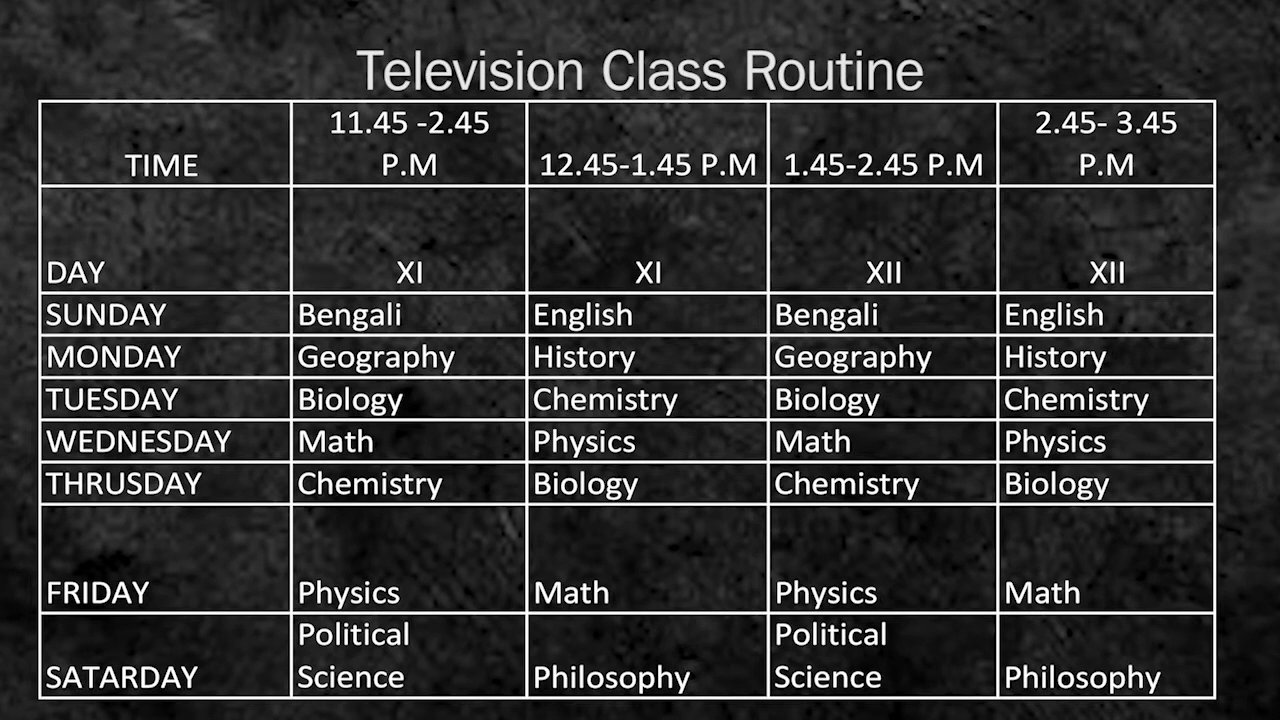 Television Class Routine
TIME 11.45 -2.45 P.M 12.45-1.45 P.M 1.45-2.45 P.M 2.45- 3.45 P.M
DAY XI XI XII XII
SUNDAY Bengali English Bengali English
MONDAY Geography History Geography History
TUESDAY Biology Chemistry Biology Chemistry
WEDNESDAY Math Physics Math Physics
THRUSDAY Chemistry Biology Chemistry Biology
FRIDAY Physics Math Physics Math
SATARDAY Political Science Philosophy Political Science Philosophy